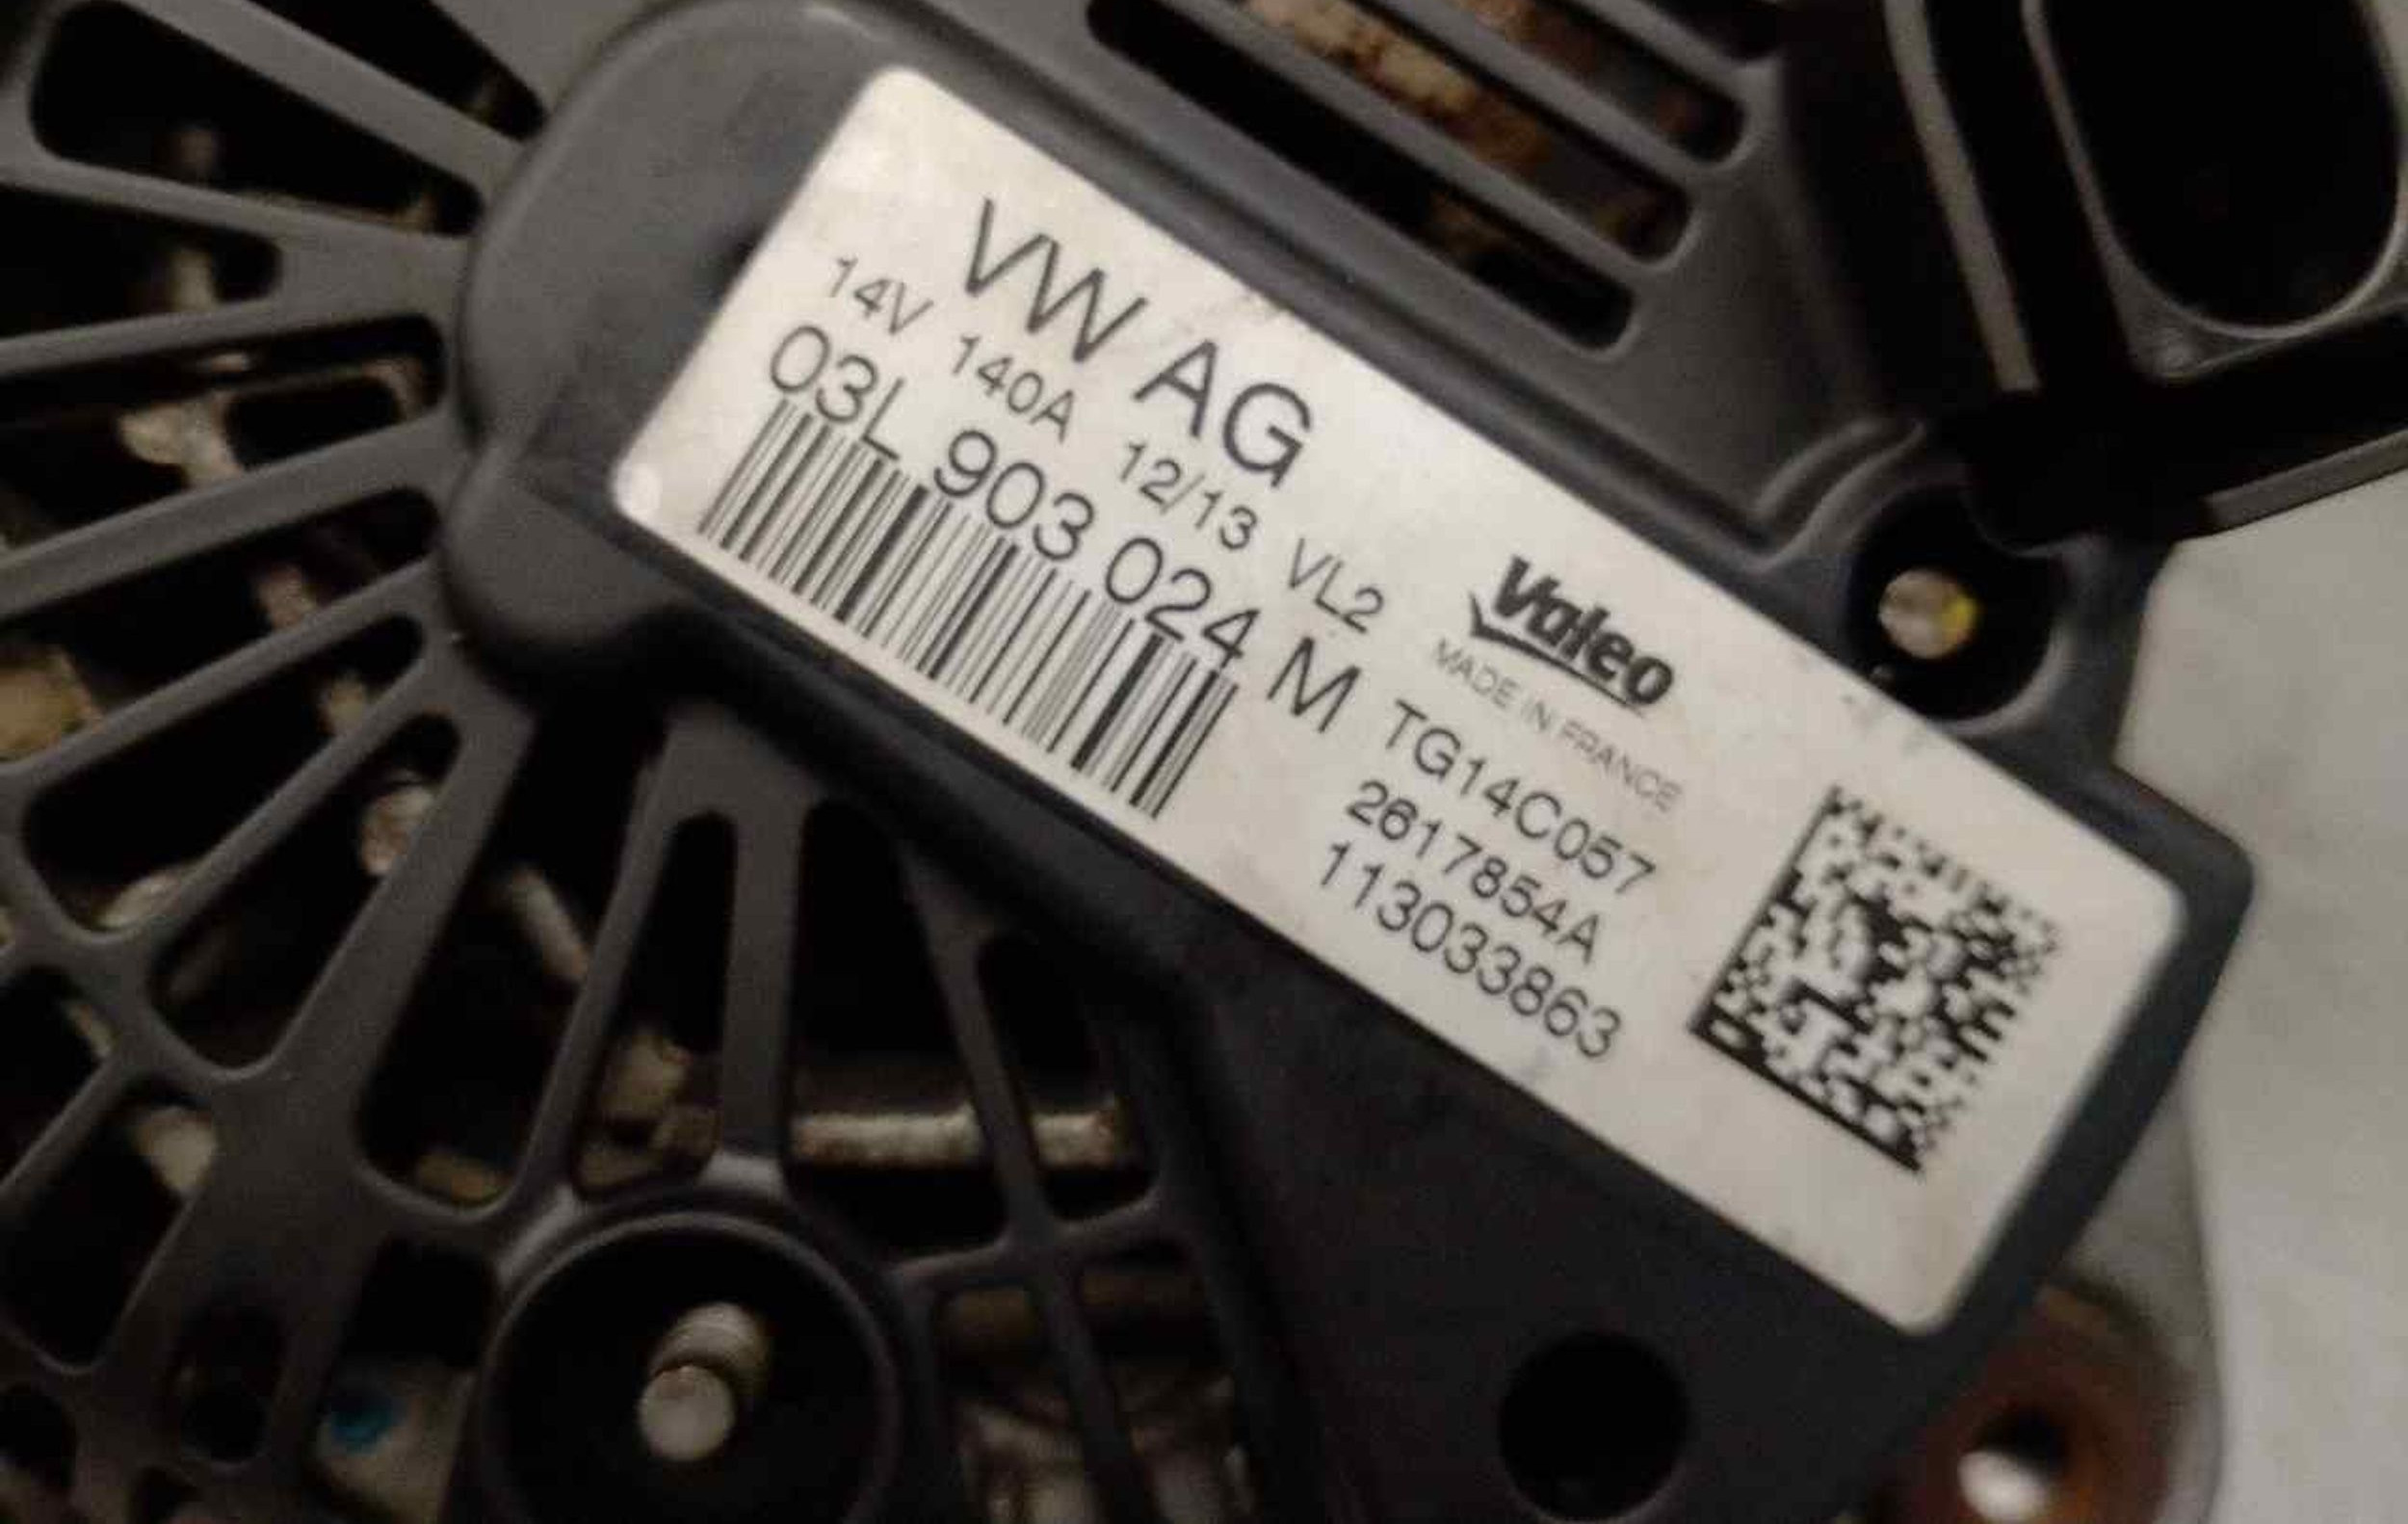 VW AG
14V 140A 12/13 VL2
03L 903 024 M
Valeo
MADE IN FRANCE
TG14C057
2617854A
113033863